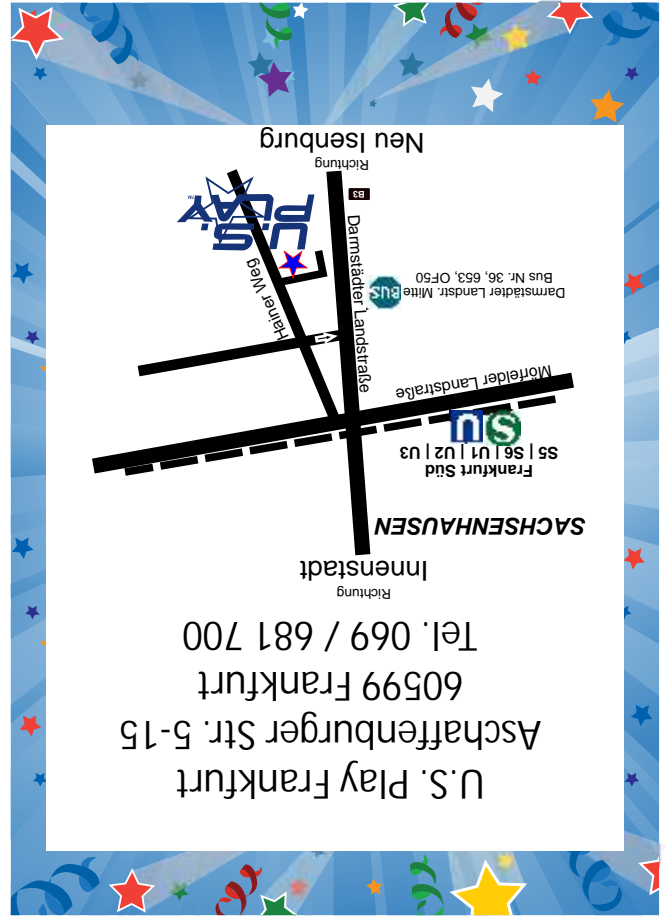 U.S. Play Frankfurt
Aschaffenburger Str. 5-15
60599 Frankfurt
Tel. 069 / 681 700
Richtung
Innenstadt
SACHSENHAUSEN
Frankfurt Süd
S5 | S6 | U1 | U2 | U3
S U
Mörfelder Landstraße
Darmstädter Landstr. Mitte
Bus Nr. 36, 653, OF50
BUS
Darmstädter Landstraße
Hainer Weg
U.S.
PLAY™
B3
Richtung
Neu Isenburg